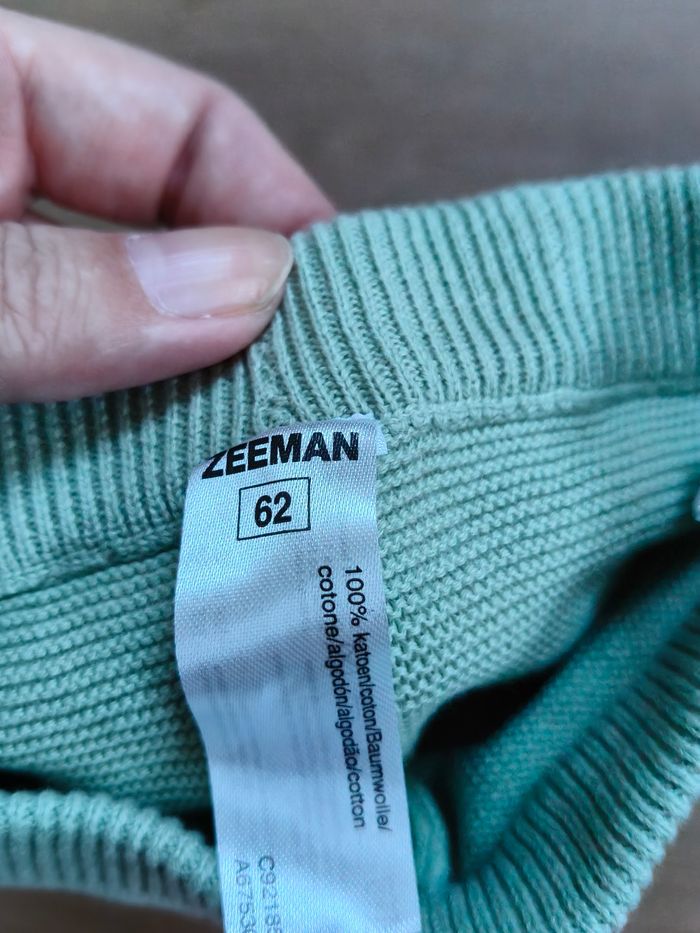 ZEEMAN
62
100% katoen/coton/Baumwolle/
cotone/algodón/algodão/cotton